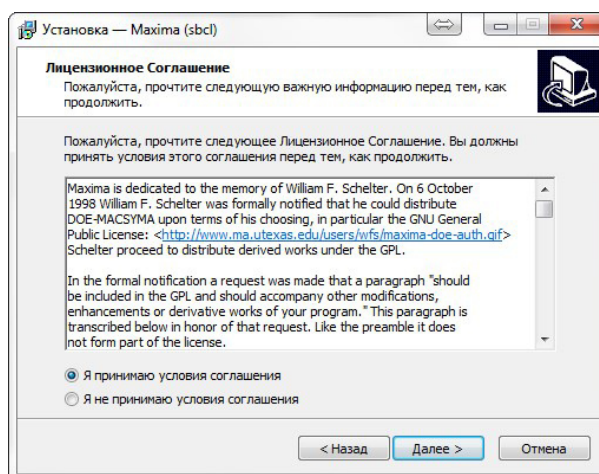 Установка — Maxima (sbcl)
Лицензионное Соглашение
Пожалуйста, прочтите следующую важную информацию перед тем, как
продолжить.
Пожалуйста, прочтите следующее Лицензионное Соглашение. Вы должны
принять условия этого соглашения перед тем, как продолжить.
Maxima is dedicated to the memory of William F. Schelter. On 6 October
1998 William F. Schelter was formally notified that he could distribute
DOE-MACSYMA upon terms of his choosing, in particular the GNU General
Public License: <http://www.ma.utexas.edu/users/wfs/maxima-doe-auth.gif>
Schelter proceed to distribute derived works under the GPL.
In the formal notification a request was made that a paragraph "should
be included in the GPL and should accompany other modifications,
enhancements or derivative works of your program." This paragraph is
transcribed below in honor of that request. Like the preamble it does
not form part of the license.
Я принимаю условия соглашения
Я не принимаю условия соглашения
< Назад Далее > Отмена